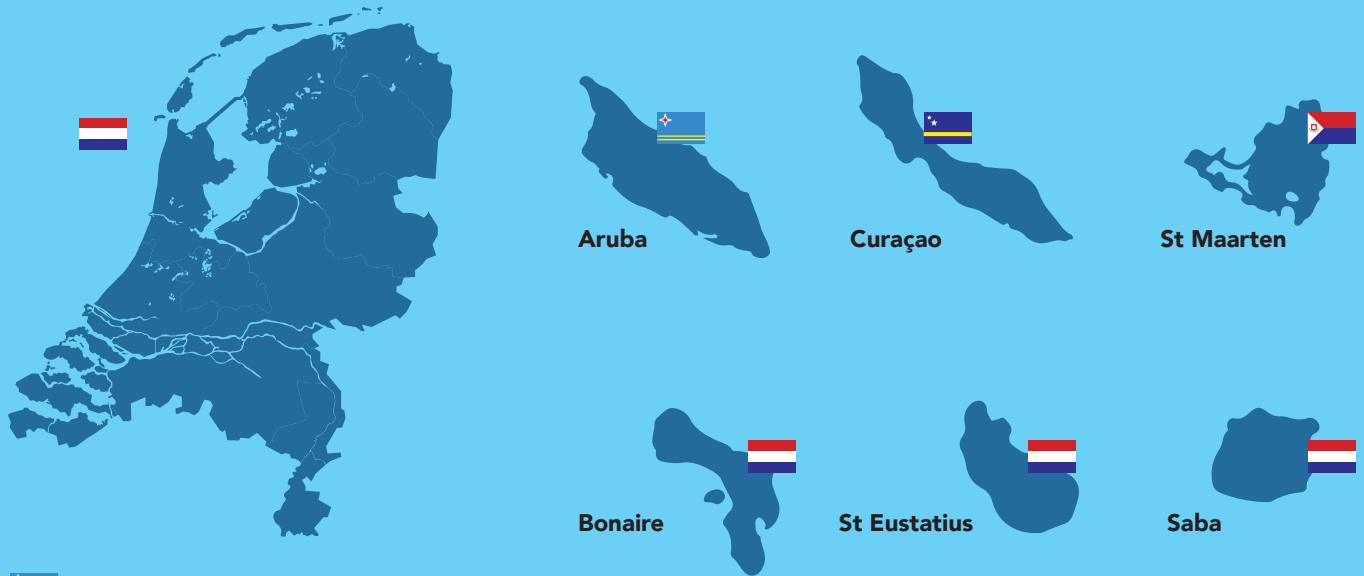 Aruba
Curaçao
St Maarten
Bonaire
St Eustatius
Saba